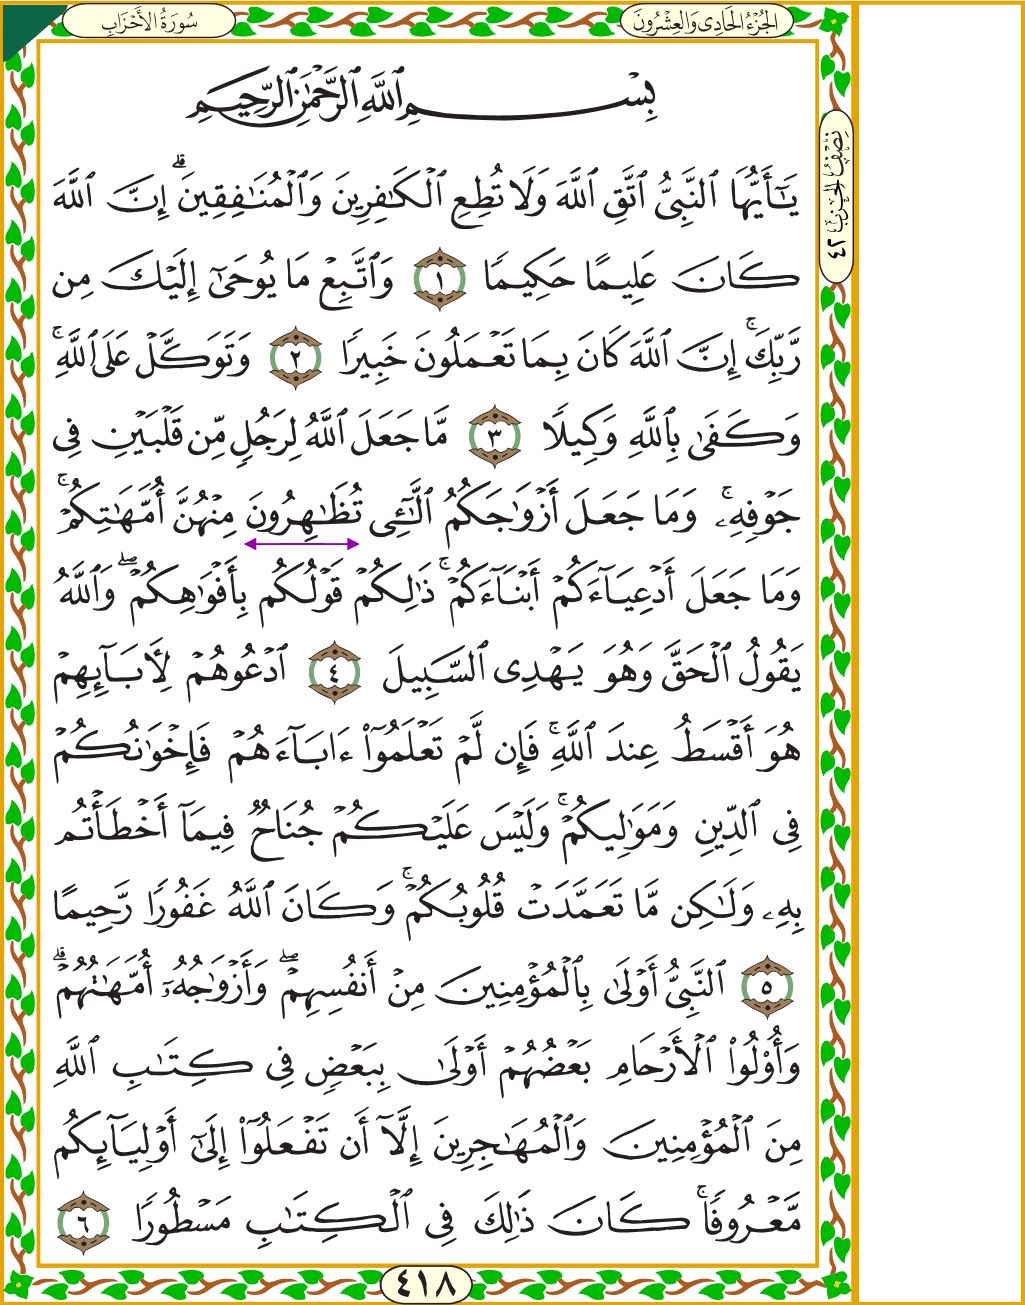 الجُزْءُ الحَادِى وَالعِشْرُونَ
سُورَةُ الأَحْزَابِ
نِصْفُ الحِزْبِ ٤٢
بِسْمِ ٱللَّهِ ٱلرَّحْمَٰنِ ٱلرَّحِيمِ
يَٰٓأَيُّهَا ٱلنَّبِىُّ ٱتَّقِ ٱللَّهَ وَلَا تُطِعِ ٱلْكَٰفِرِينَ وَٱلْمُنَٰفِقِينَ ۗ إِنَّ ٱللَّهَ
كَانَ عَلِيمًا حَكِيمًا ١ وَٱتَّبِعْ مَا يُوحَىٰٓ إِلَيْكَ مِن
رَّبِّكَ ۚ إِنَّ ٱللَّهَ كَانَ بِمَا تَعْمَلُونَ خَبِيرًا ٢ وَتَوَكَّلْ عَلَى ٱللَّهِ ۚ
وَكَفَىٰ بِٱللَّهِ وَكِيلًا ٣ مَّا جَعَلَ ٱللَّهُ لِرَجُلٍ مِّن قَلْبَيْنِ فِى
جَوْفِهِۦ ۚ وَمَا جَعَلَ أَزْوَٰجَكُمُ ٱلَّٰٓـِٔى تُظَٰهِرُونَ مِنْهُنَّ أُمَّهَٰتِكُمْ ۚ
وَمَا جَعَلَ أَدْعِيَآءَكُمْ أَبْنَآءَكُمْ ۚ ذَٰلِكُمْ قَوْلُكُم بِأَفْوَٰهِكُمْ ۖ وَٱللَّهُ
يَقُولُ ٱلْحَقَّ وَهُوَ يَهْدِى ٱلسَّبِيلَ ٤ ٱدْعُوهُمْ لِـَٔابَآئِهِمْ
هُوَ أَقْسَطُ عِندَ ٱللَّهِ ۚ فَإِن لَّمْ تَعْلَمُوٓا۟ ءَابَآءَهُمْ فَإِخْوَٰنُكُمْ
فِى ٱلدِّينِ وَمَوَٰلِيكُمْ ۚ وَلَيْسَ عَلَيْكُمْ جُنَاحٌ فِيمَآ أَخْطَأْتُم
بِهِۦ وَلَٰكِن مَّا تَعَمَّدَتْ قُلُوبُكُمْ ۚ وَكَانَ ٱللَّهُ غَفُورًا رَّحِيمًا
٥ ٱلنَّبِىُّ أَوْلَىٰ بِٱلْمُؤْمِنِينَ مِنْ أَنفُسِهِمْ ۖ وَأَزْوَٰجُهُۥٓ أُمَّهَٰتُهُمْ ۗ
وَأُو۟لُوا۟ ٱلْأَرْحَامِ بَعْضُهُمْ أَوْلَىٰ بِبَعْضٍ فِى كِتَٰبِ ٱللَّهِ
مِنَ ٱلْمُؤْمِنِينَ وَٱلْمُهَٰجِرِينَ إِلَّآ أَن تَفْعَلُوٓا۟ إِلَىٰٓ أَوْلِيَآئِكُم
مَّعْرُوفًا ۚ كَانَ ذَٰلِكَ فِى ٱلْكِتَٰبِ مَسْطُورًا ٦
٤١٨